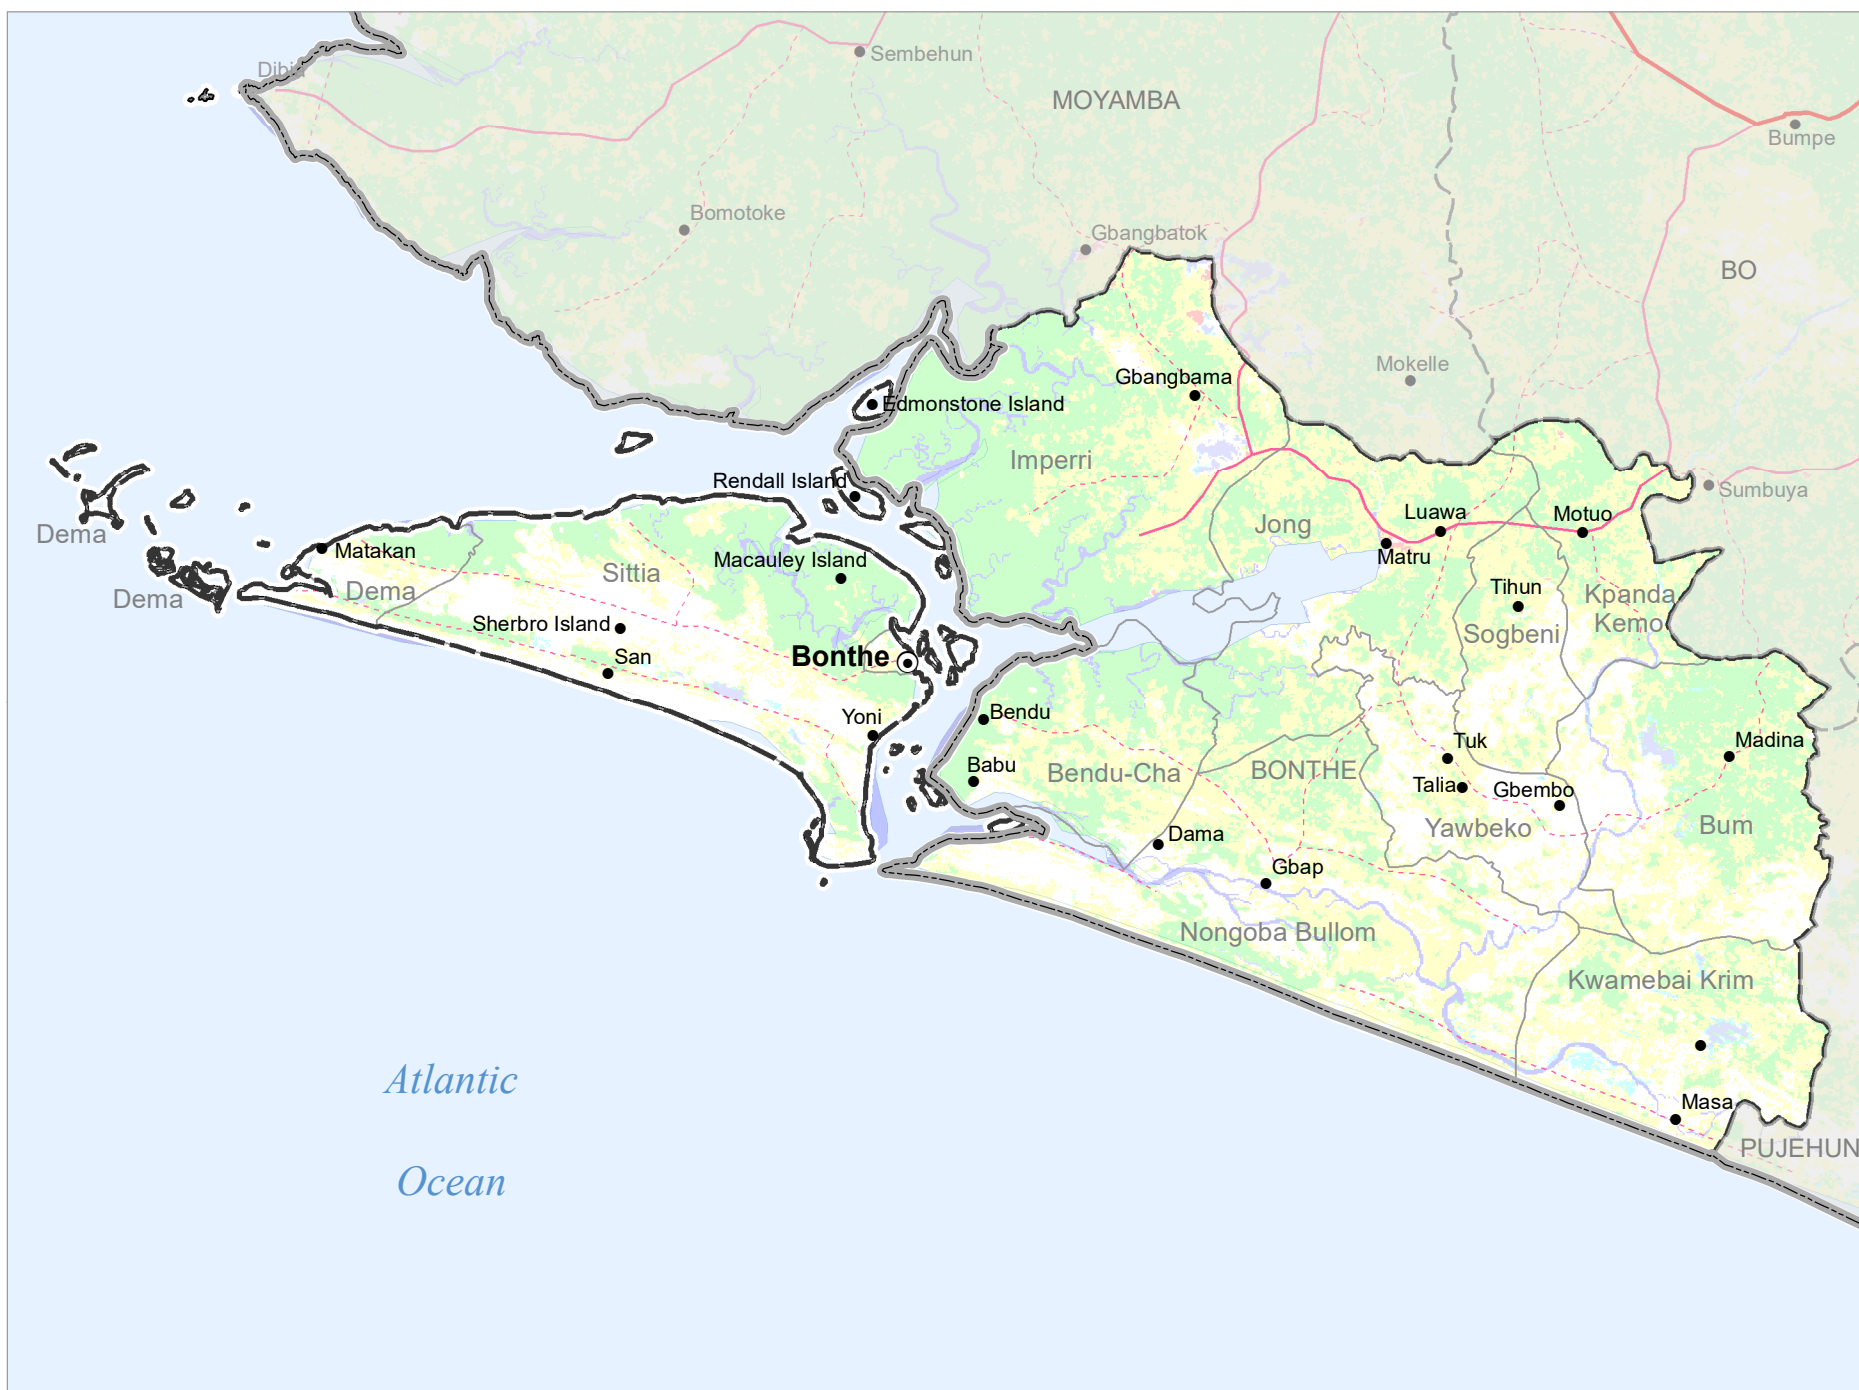 Sembehun
Dibia
MOYAMBA
Bumpe
Bomotoke
Gbangbatok
BO
Mokelle
Gbangbama
Edmonstone Island
Imperri
Rendall Island
Sumbuya
Luawa
Motuo
Jong
Dema
Matakan
Matru
Macauley Island
Sittia
Tihun
Dema
Dema
Kpanda
Kemo
Sherbro Island
Sogbeni
San
Bonthe
Yoni
Bendu
Tuk
Madina
Babu
Bendu-Cha
BONTHE
Talia
Gbembo
Dama
Yawbeko
Bum
Gbap
Nongoba Bullom
Kwamebai Krim
Atlantic
Masa
PUJEHUN
Ocean